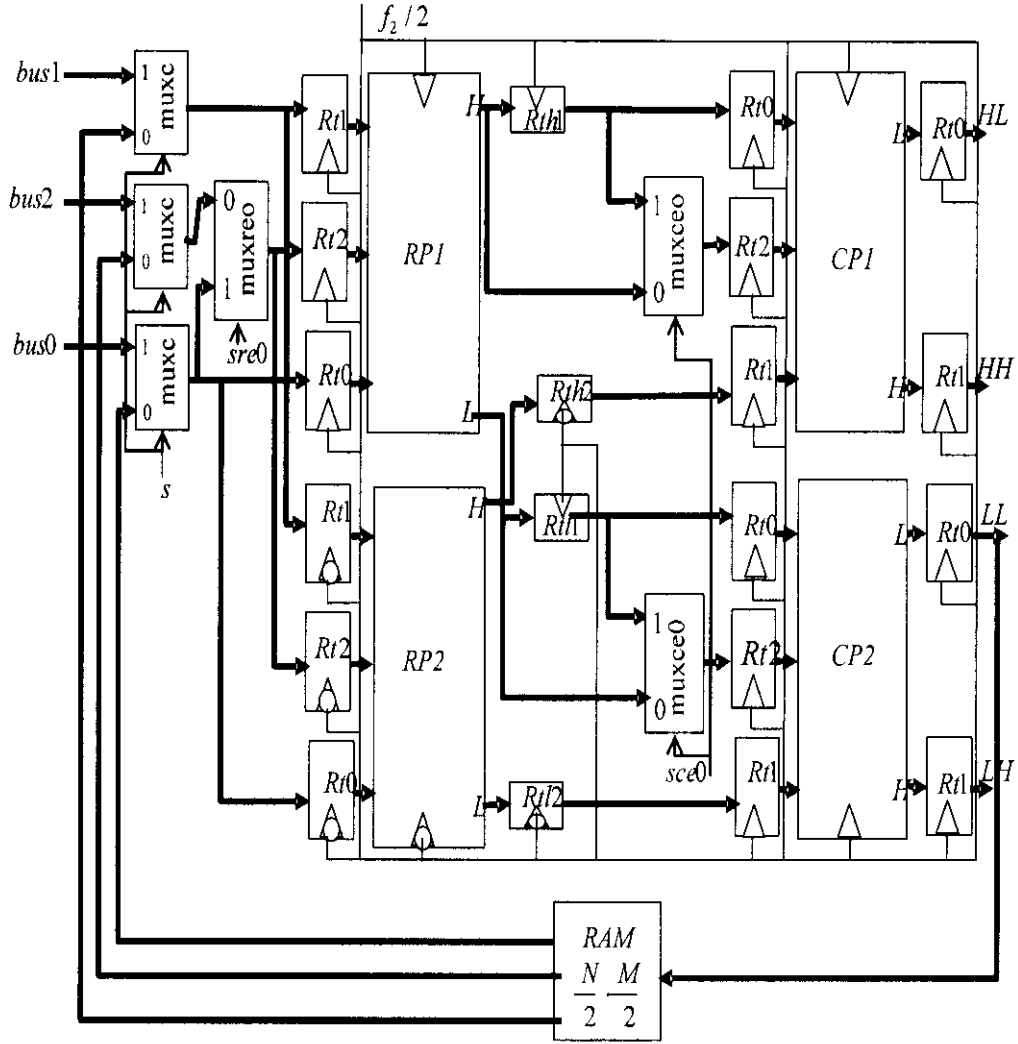 f₂/2
bus1
1
muxc
0
Rt1
H
Rth1
Rt0
L
Rt0
HL
bus2
1
muxc
0
0
muxreo
1
Rt2
RP1
1
muxceo
0
Rt2
CP1
bus0
1
muxc
0
sre0
Rt0
Rth2
Rt1
H
Rt1
HH
L
s
Rt1
H
Rtl1
Rt0
L
Rt0
LL
Rt2
RP2
1
muxce0
0
Rt2
CP2
Rt0
L
Rtl2
sce0
Rt1
H
Rt1
LH
RAM
N/2 M/2